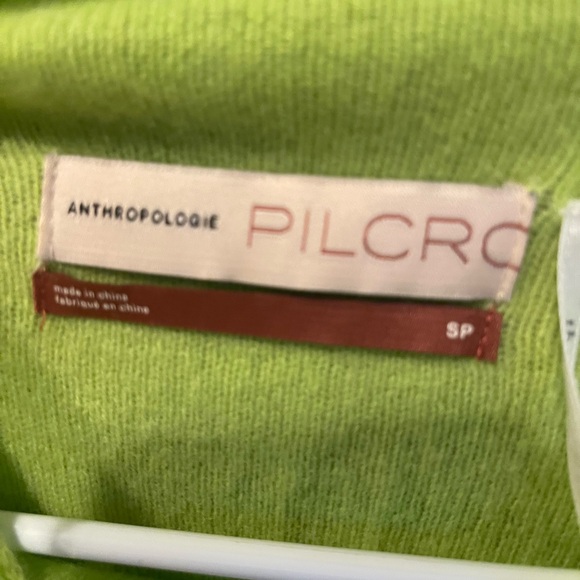 ANTHROPOLOGIE PILCRO
made in china
fabriqué en chine
SP